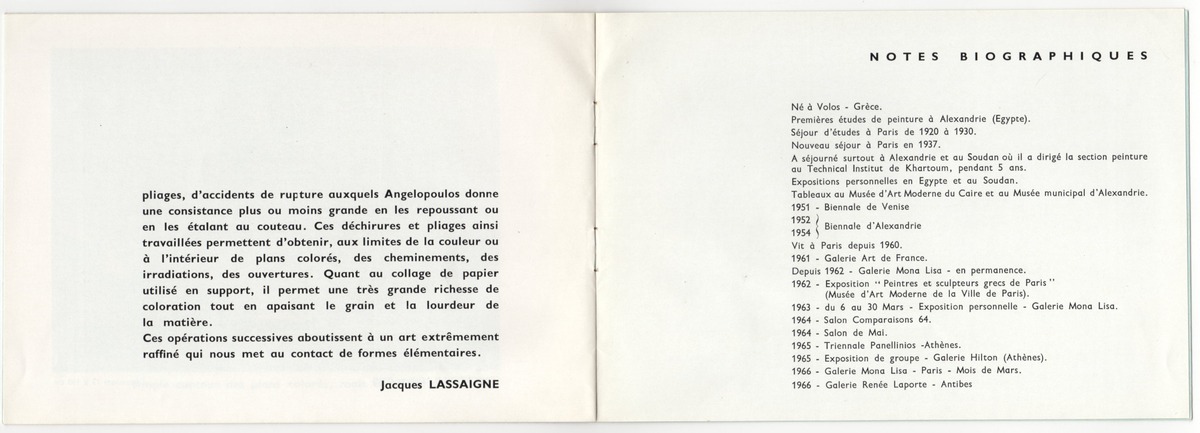 pliages, d'accidents de rupture auxquels Angelopoulos donne
une consistance plus ou moins grande en les repoussant ou
en les étalant au couteau. Ces déchirures et pliages ainsi
travaillées permettent d'obtenir, aux limites de la couleur ou
à l'intérieur de plans colorés, des cheminements, des
irradiations, des ouvertures. Quant au collage de papier
utilisé en support, il permet une très grande richesse de
coloration tout en apaisant le grain et la lourdeur de
la matière.
Ces opérations successives aboutissent à un art extrêmement
raffiné qui nous met au contact de formes élémentaires.
Jacques LASSAIGNE
NOTES BIOGRAPHIQUES
Né à Volos - Grèce.
Premières études de peinture à Alexandrie (Egypte).
Séjour d'études à Paris de 1920 à 1930.
Nouveau séjour à Paris en 1937.
A séjourné surtout à Alexandrie et au Soudan où il a dirigé la section peinture
au Technical Institut de Khartoum, pendant 5 ans.
Expositions personnelles en Egypte et au Soudan.
Tableaux au Musée d'Art Moderne du Caire et au Musée municipal d'Alexandrie.
1951 - Biennale de Venise
1952 }
1954 } Biennale d'Alexandrie
Vit à Paris depuis 1960.
1961 - Galerie Art de France.
Depuis 1962 - Galerie Mona Lisa - en permanence.
1962 - Exposition “ Peintres et sculpteurs grecs de Paris ”
(Musée d'Art Moderne de la Ville de Paris).
1963 - du 6 au 30 Mars - Exposition personnelle - Galerie Mona Lisa.
1964 - Salon Comparaisons 64.
1964 - Salon de Mai.
1965 - Triennale Panellinios -Athènes.
1965 - Exposition de groupe - Galerie Hilton (Athènes).
1966 - Galerie Mona Lisa - Paris - Mois de Mars.
1966 - Galerie Renée Laporte - Antibes